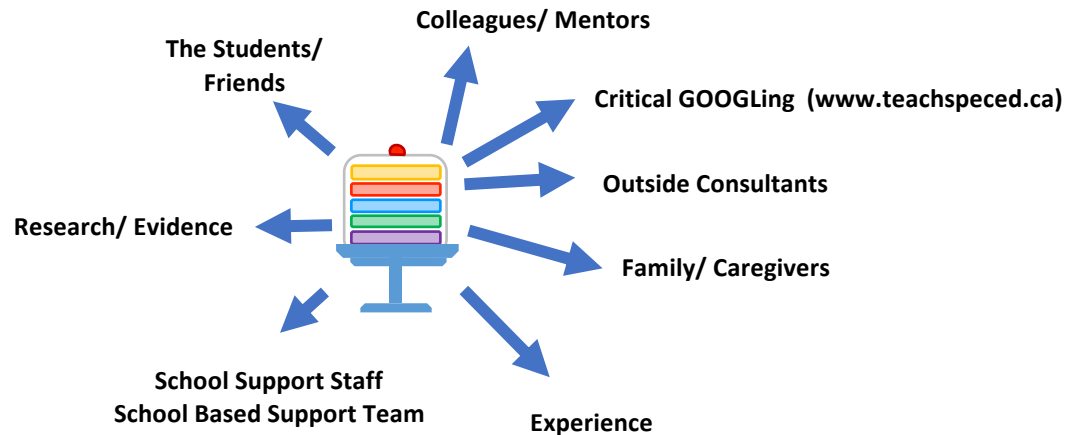 Colleagues/ Mentors
The Students/
Friends
Critical GOOGLing (www.teachspeced.ca)
Outside Consultants
Research/ Evidence
Family/ Caregivers
School Support Staff
School Based Support Team
Experience